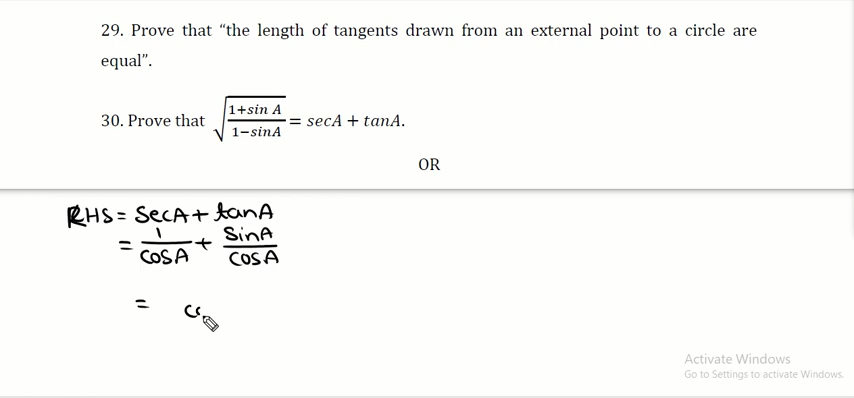 29. Prove that “the length of tangents drawn from an external point to a circle are
equal”.
30. Prove that √((1+sin A)/(1−sinA)) = secA + tanA.
OR
RHS = SecA + tanA
= 1/cosA + SinA/cosA
= co
Activate Windows
Go to Settings to activate Windows.